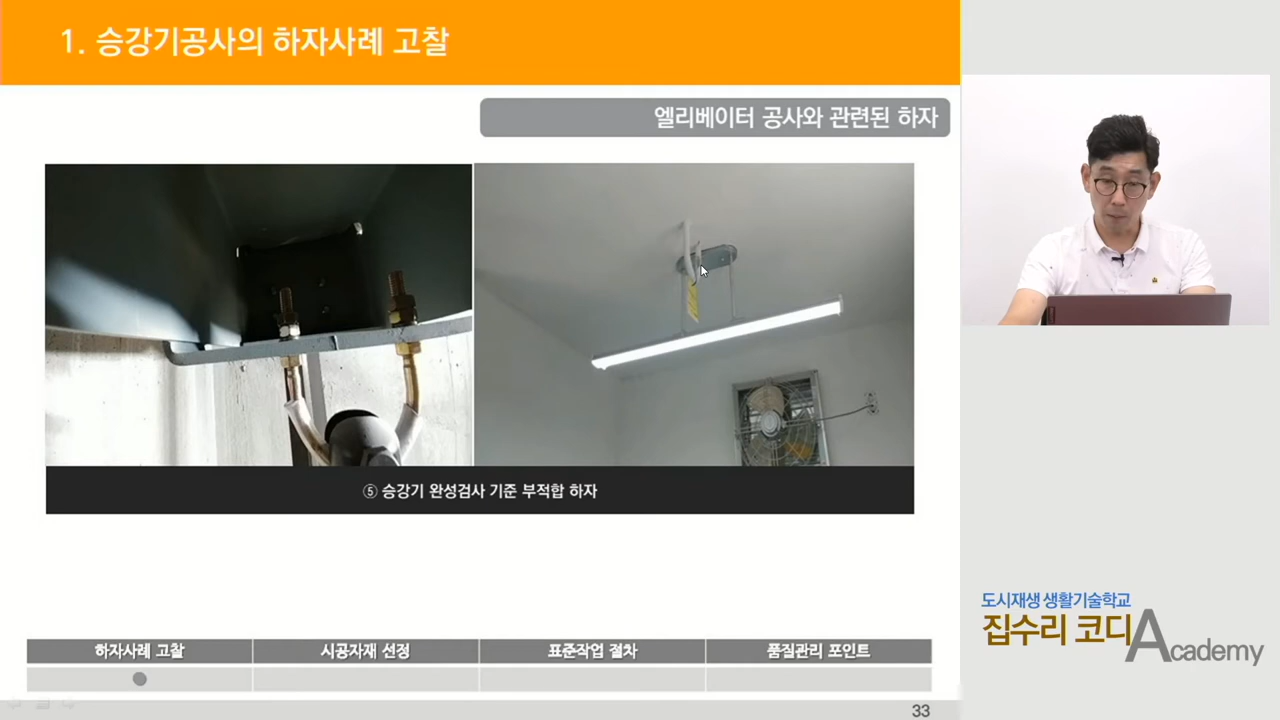 1. 승강기공사의 하자사례 고찰
엘리베이터 공사와 관련된 하자
⑤ 승강기 완성검사 기준 부적합 하자
도시재생 생활기술학교
집수리 코디Academy
하자사례 고찰 시공자재 선정 표준작업 절차 품질관리 포인트
33